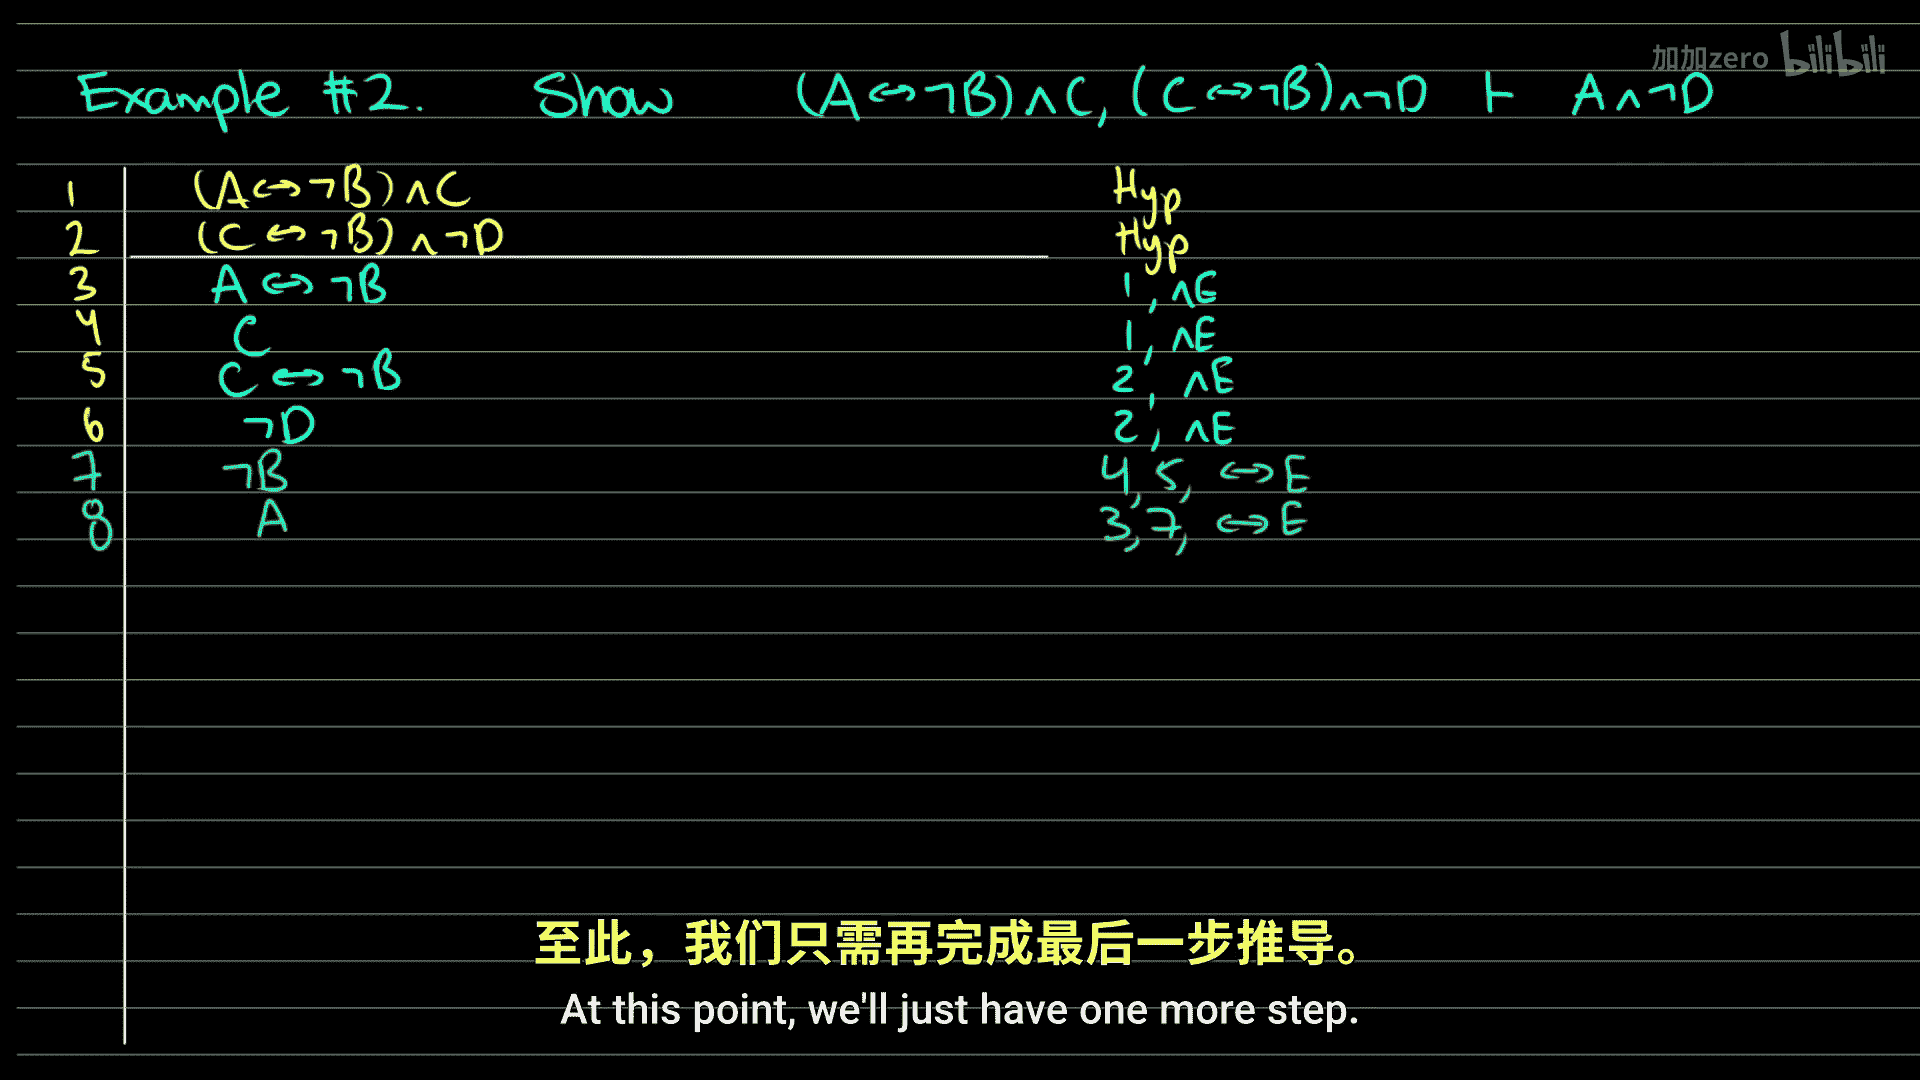 加加zero bilibili
Example #2. Show (A↔¬B)∧C, (C↔¬B)∧¬D ⊢ A∧¬D
1 (A↔¬B)∧C Hyp
2 (C↔¬B)∧¬D Hyp
3 A↔¬B 1, ∧E
4 C 1, ∧E
5 C↔¬B 2, ∧E
6 ¬D 2, ∧E
7 ¬B 4,5, ↔E
8 A 3,7, ↔E
至此，我们只需再完成最后一步推导。
At this point, we'll just have one more step.